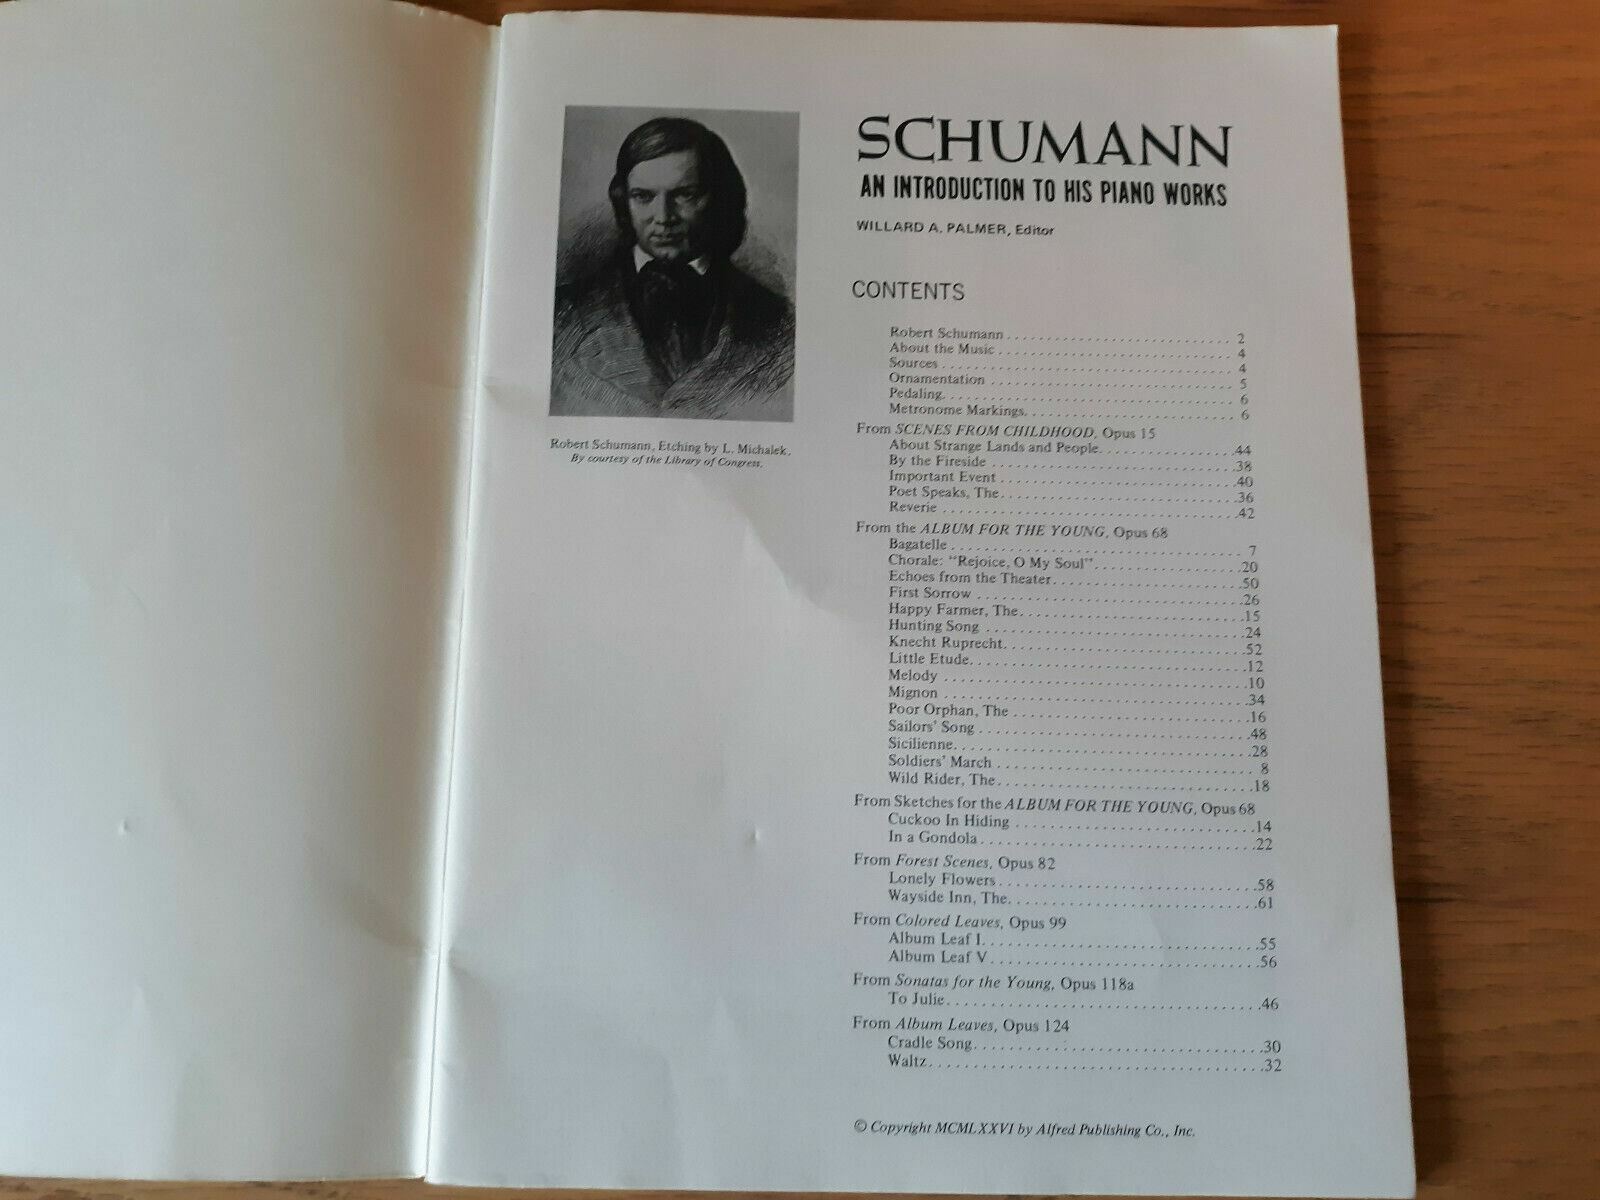 SCHUMANN
AN INTRODUCTION TO HIS PIANO WORKS
WILLARD A. PALMER, Editor
Robert Schumann, Etching by L. Michalek.
By courtesy of the Library of Congress.
CONTENTS
Robert Schumann . . . . . . . . . . . . . . . . . . . . 2
About the Music . . . . . . . . . . . . . . . . . . . . 4
Sources . . . . . . . . . . . . . . . . . . . . 4
Ornamentation . . . . . . . . . . . . . . . . . . . . 5
Pedaling. . . . . . . . . . . . . . . . . . . . 6
Metronome Markings. . . . . . . . . . . . . . . . . . . . 6
From SCENES FROM CHILDHOOD, Opus 15
About Strange Lands and People. . . . . . . . . . . . . . . .44
By the Fireside . . . . . . . . . . . . . . . . . . . .38
Important Event . . . . . . . . . . . . . . . . . . . .40
Poet Speaks, The. . . . . . . . . . . . . . . . . . . .36
Reverie . . . . . . . . . . . . . . . . . . . .42
From the ALBUM FOR THE YOUNG, Opus 68
Bagatelle . . . . . . . . . . . . . . . . . . . . 7
Chorale: "Rejoice, O My Soul". . . . . . . . . . . . . . . .20
Echoes from the Theater. . . . . . . . . . . . . . . . . . . .50
First Sorrow . . . . . . . . . . . . . . . . . . . .26
Happy Farmer, The. . . . . . . . . . . . . . . . . . . .15
Hunting Song . . . . . . . . . . . . . . . . . . . .24
Knecht Ruprecht. . . . . . . . . . . . . . . . . . . .52
Little Etude. . . . . . . . . . . . . . . . . . . .12
Melody . . . . . . . . . . . . . . . . . . . .10
Mignon . . . . . . . . . . . . . . . . . . . .34
Poor Orphan, The . . . . . . . . . . . . . . . . . . . .16
Sailors' Song . . . . . . . . . . . . . . . . . . . .48
Sicilienne. . . . . . . . . . . . . . . . . . . .28
Soldiers' March . . . . . . . . . . . . . . . . . . . . 8
Wild Rider, The. . . . . . . . . . . . . . . . . . . .18
From Sketches for the ALBUM FOR THE YOUNG, Opus 68
Cuckoo In Hiding . . . . . . . . . . . . . . . . . . . .14
In a Gondola . . . . . . . . . . . . . . . . . . . .22
From Forest Scenes, Opus 82
Lonely Flowers . . . . . . . . . . . . . . . . . . . .58
Wayside Inn, The. . . . . . . . . . . . . . . . . . . .61
From Colored Leaves, Opus 99
Album Leaf I. . . . . . . . . . . . . . . . . . . .55
Album Leaf V . . . . . . . . . . . . . . . . . . . .56
From Sonatas for the Young, Opus 118a
To Julie. . . . . . . . . . . . . . . . . . . .46
From Album Leaves, Opus 124
Cradle Song. . . . . . . . . . . . . . . . . . . .30
Waltz. . . . . . . . . . . . . . . . . . . .32
© Copyright MCMLXXVI by Alfred Publishing Co., Inc.